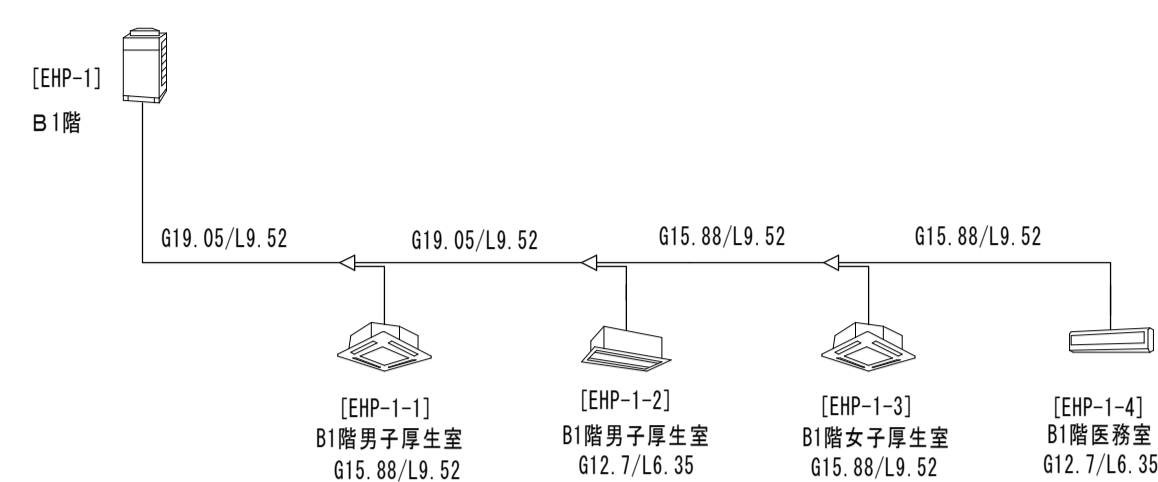 [EHP-1]
B1階
G19.05/L9.52
G19.05/L9.52
G15.88/L9.52
G15.88/L9.52
[EHP-1-1]
B1階男子厚生室
G15.88/L9.52
[EHP-1-2]
B1階男子厚生室
G12.7/L6.35
[EHP-1-3]
B1階女子厚生室
G15.88/L9.52
[EHP-1-4]
B1階医務室
G12.7/L6.35